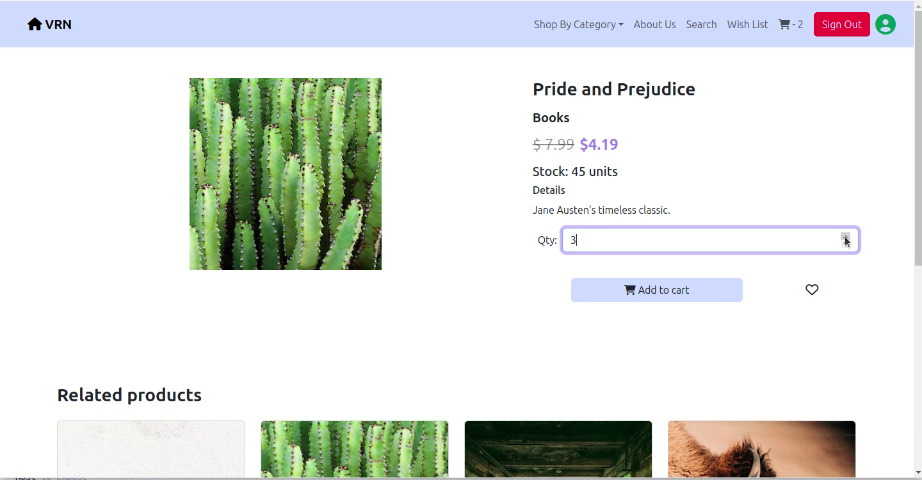 VRN
Shop By Category About Us Search Wish List - 2 Sign Out
Pride and Prejudice
Books
$ 7.99 $4.19
Stock: 45 units
Details
Jane Austen's timeless classic.
Qty: 3
Add to cart
Related products